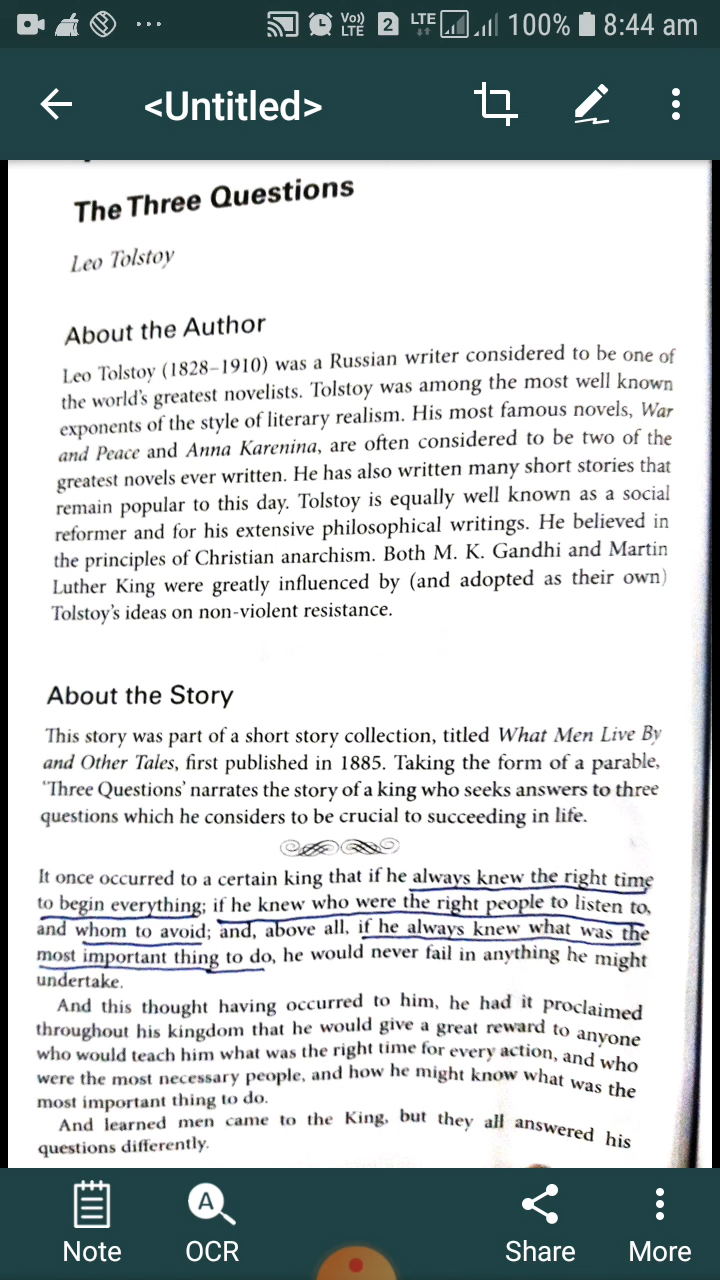 Vo))
LTE
2
LTE
100%
8:44 am
<Untitled>
The Three Questions
Leo Tolstoy
About the Author
Leo Tolstoy (1828–1910) was a Russian writer considered to be one of
the world's greatest novelists. Tolstoy was among the most well known
exponents of the style of literary realism. His most famous novels, War
and Peace and Anna Karenina, are often considered to be two of the
greatest novels ever written. He has also written many short stories that
remain popular to this day. Tolstoy is equally well known as a social
reformer and for his extensive philosophical writings. He believed in
the principles of Christian anarchism. Both M. K. Gandhi and Martin
Luther King were greatly influenced by (and adopted as their own)
Tolstoy's ideas on non-violent resistance.
About the Story
This story was part of a short story collection, titled What Men Live By
and Other Tales, first published in 1885. Taking the form of a parable,
'Three Questions' narrates the story of a king who seeks answers to three
questions which he considers to be crucial to succeeding in life.
It once occurred to a certain king that if he always knew the right time
to begin everything; if he knew who were the right people to listen to,
and whom to avoid; and, above all, if he always knew what was the
most important thing to do, he would never fail in anything he might
undertake.
And this thought having occurred to him, he had it proclaimed
throughout his kingdom that he would give a great reward to anyone
who would teach him what was the right time for every action, and who
were the most necessary people, and how he might know what was the
most important thing to do.
And learned men came to the King, but they all answered his
questions differently.
Note
A
OCR
Share
More